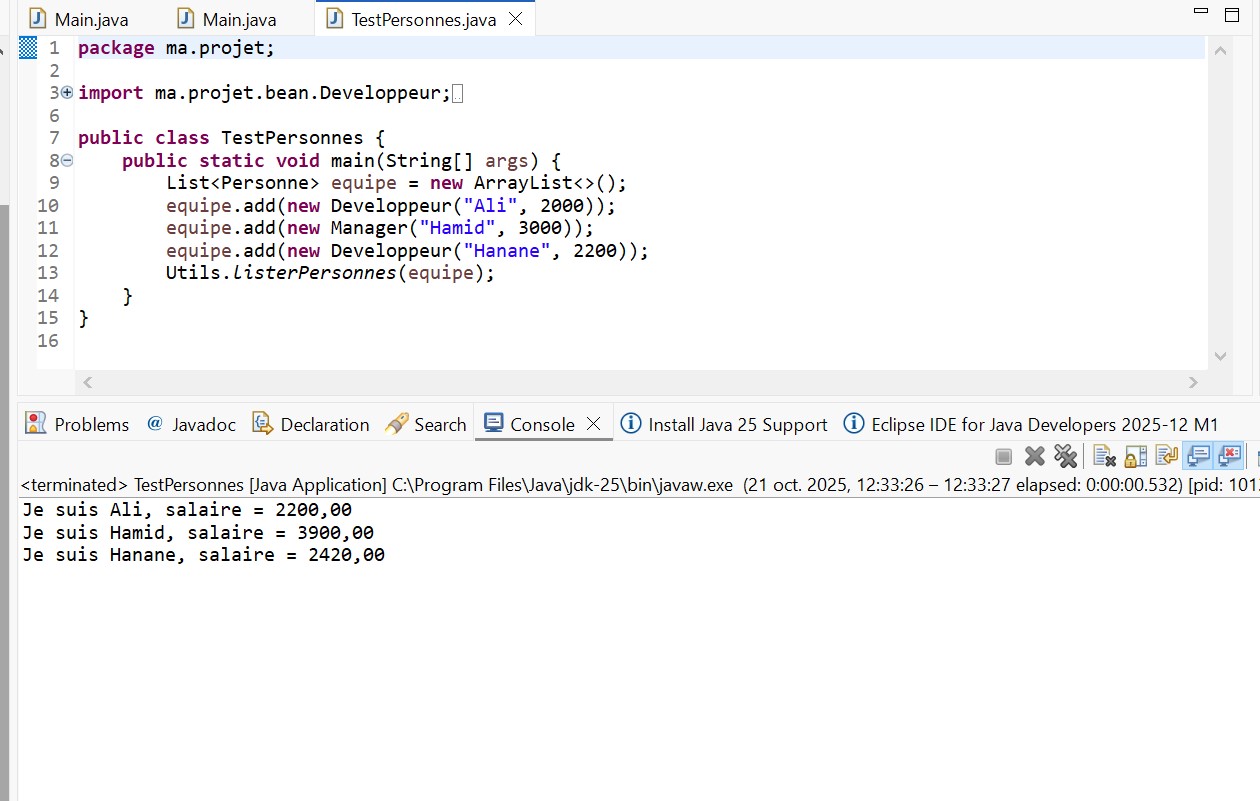 Main.java Main.java TestPersonnes.java
1 package ma.projet;
2
3 import ma.projet.bean.Developpeur;
6
7 public class TestPersonnes {
8 public static void main(String[] args) {
9 List<Personne> equipe = new ArrayList<>();
10 equipe.add(new Developpeur("Ali", 2000));
11 equipe.add(new Manager("Hamid", 3000));
12 equipe.add(new Developpeur("Hanane", 2200));
13 Utils.listerPersonnes(equipe);
14 }
15 }
16
Problems @ Javadoc Declaration Search Console Install Java 25 Support Eclipse IDE for Java Developers 2025-12 M1
<terminated> TestPersonnes [Java Application] C:\Program Files\Java\jdk-25\bin\javaw.exe (21 oct. 2025, 12:33:26 – 12:33:27 elapsed: 0:00:00.532) [pid: 101
Je suis Ali, salaire = 2200,00
Je suis Hamid, salaire = 3900,00
Je suis Hanane, salaire = 2420,00